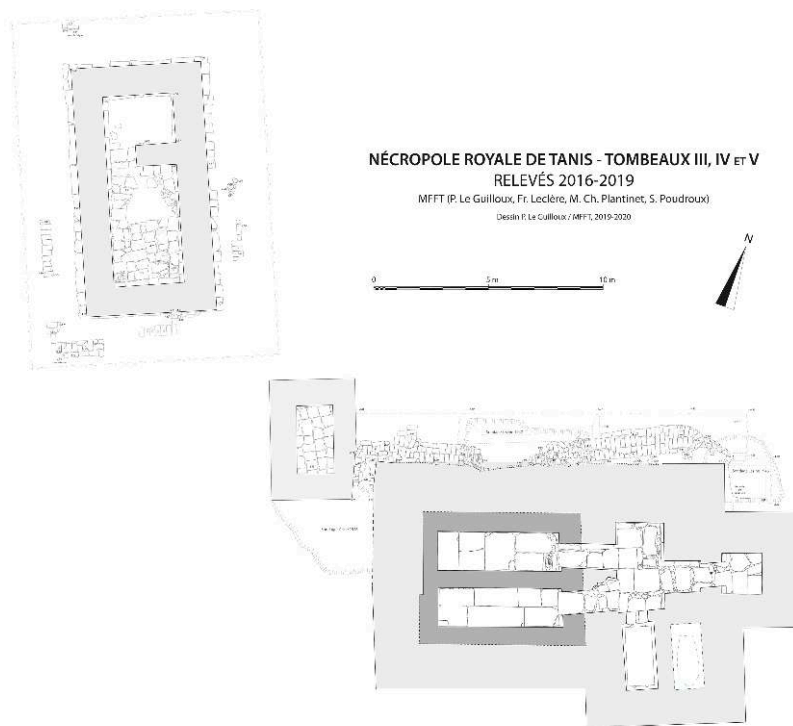 NÉCROPOLE ROYALE DE TANIS - TOMBEAUX III, IV ET V
RELEVÉS 2016-2019
MFFT (P. Le Guilloux, Fr. Leclère, M. Ch. Plantinet, S. Poudroux)
Dessin P. Le Guilloux / MFFT, 2019-2020
N
0 5 m 10 m